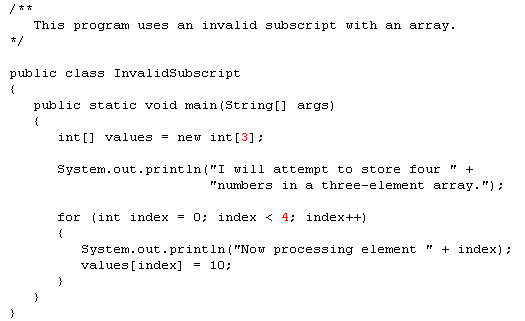 /**
   This program uses an invalid subscript with an array.
*/
public class InvalidSubscript
{
   public static void main(String[] args)
   {
      int[] values = new int[3];
      System.out.println("I will attempt to store four " +
                         "numbers in a three-element array.");
      for (int index = 0; index < 4; index++)
      {
         System.out.println("Now processing element " + index);
         values[index] = 10;
      }
   }
}